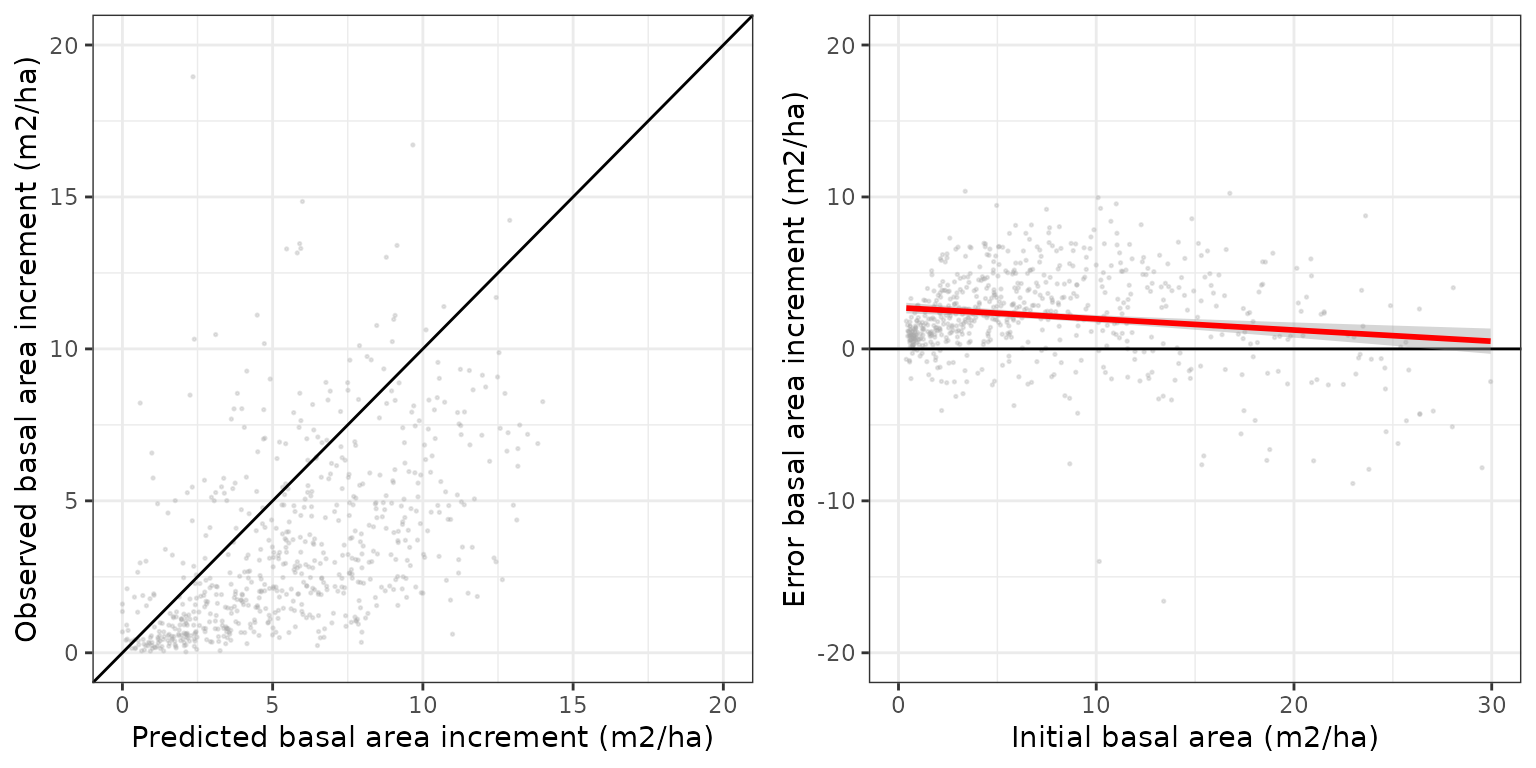 Observed basal area increment (m2/ha)
20
15
10
5
0
0 5 10 15 20
Predicted basal area increment (m2/ha)
Error basal area increment (m2/ha)
20
10
0
-10
-20
0 10 20 30
Initial basal area (m2/ha)